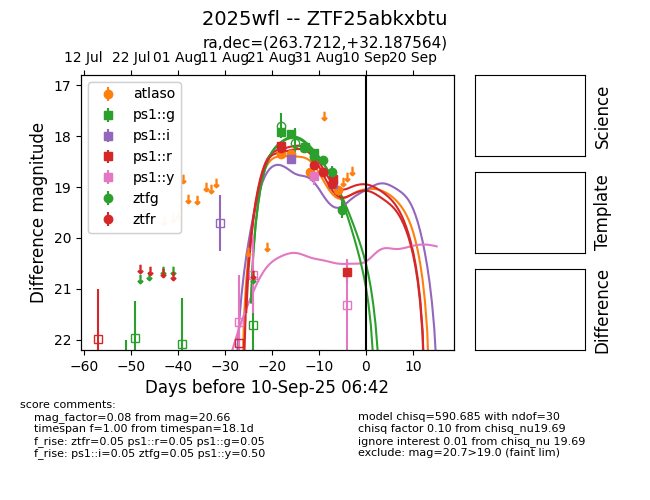 2025wfl -- ZTF25abkxbtu
ra,dec=(263.7212,+32.187564)
12 Jul 22 Jul 01 Aug 11 Aug 21 Aug 31 Aug 10 Sep 20 Sep
17
18
19
20
21
22
Difference magnitude
atlaso
ps1::g
ps1::i
ps1::r
ps1::y
ztfg
ztfr
−60 −50 −40 −30 −20 −10 0 10
Days before 10-Sep-25 06:42
Science
Template
Difference
score comments:
mag_factor=0.08 from mag=20.66
timespan f=1.00 from timespan=18.1d
f_rise: ztfr=0.05 ps1::r=0.05 ps1::g=0.05
f_rise: ps1::i=0.05 ztfg=0.05 ps1::y=0.50
model chisq=590.685 with ndof=30
chisq factor 0.10 from chisq_nu19.69
ignore interest 0.01 from chisq_nu 19.69
exclude: mag=20.7>19.0 (faint lim)